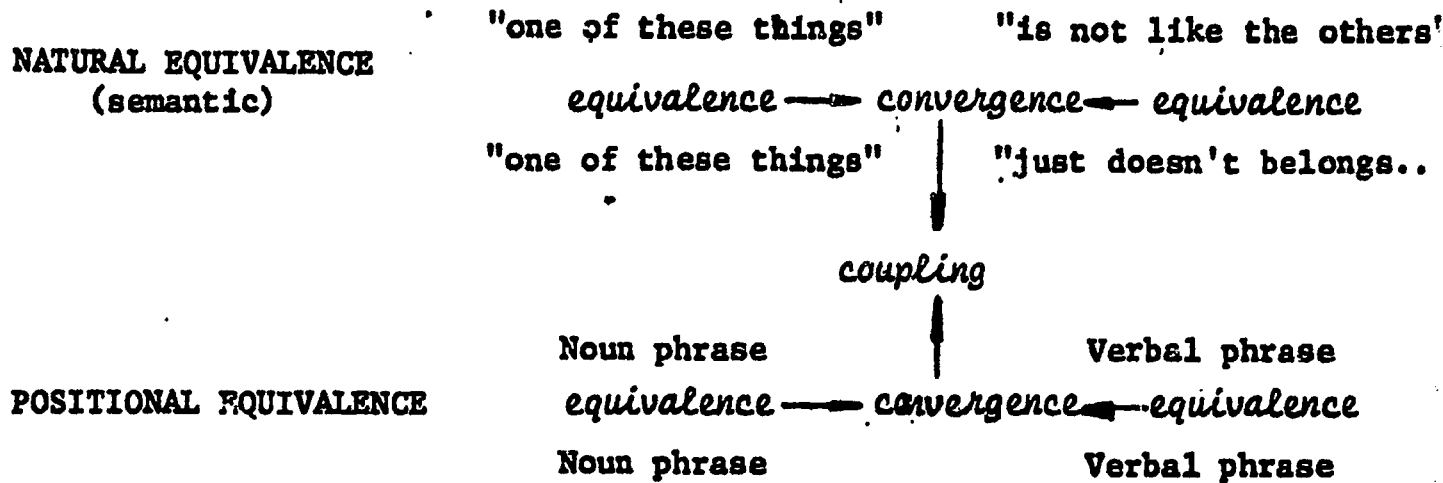 "one of these things" "is not like the others'
NATURAL EQUIVALENCE
(semantic) equivalence convergence equivalence
"one of these things" "just doesn't belongs..
coupling
Noun phrase Verbal phrase
POSITIONAL EQUIVALENCE equivalence convergence equivalence
Noun phrase Verbal phrase